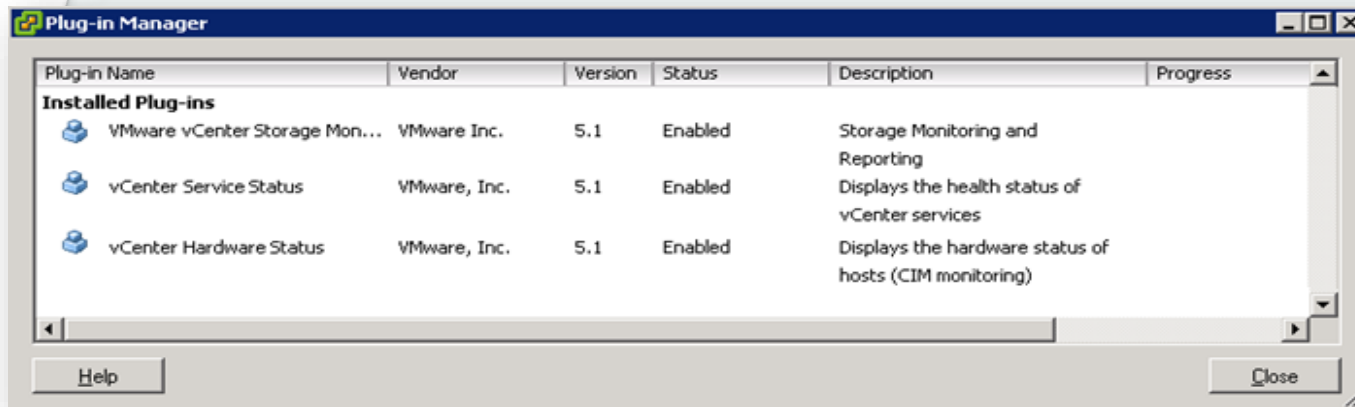 Plug-in Manager
Plug-in Name Vendor Version Status Description Progress
Installed Plug-ins
VMware vCenter Storage Mon... VMware Inc. 5.1 Enabled Storage Monitoring and
Reporting
vCenter Service Status VMware, Inc. 5.1 Enabled Displays the health status of
vCenter services
vCenter Hardware Status VMware, Inc. 5.1 Enabled Displays the hardware status of
hosts (CIM monitoring)
Help Close